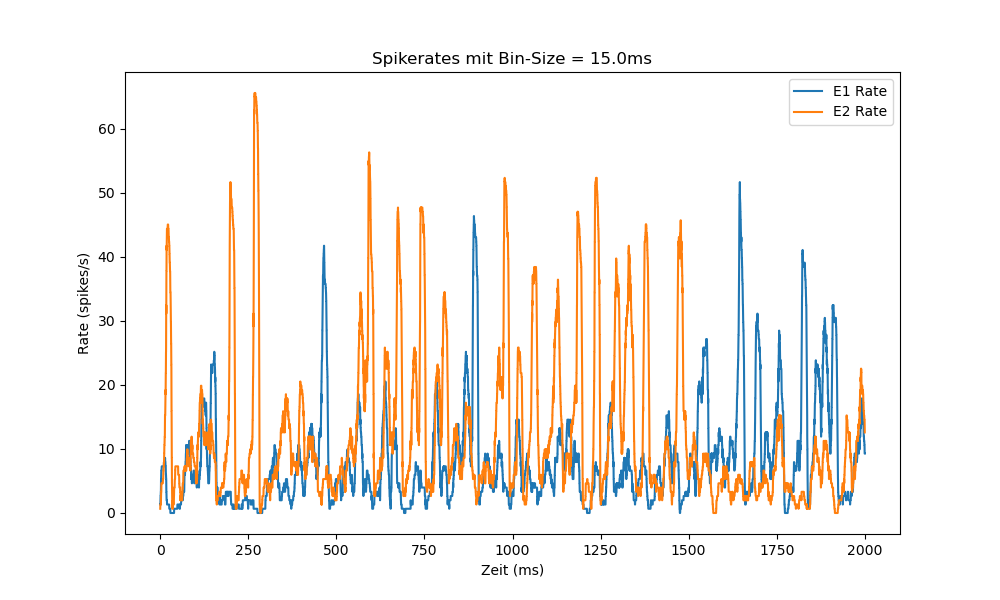 Spikerates mit Bin-Size = 15.0ms
E1 Rate
E2 Rate
60
50
40
30
20
10
0
Rate (spikes/s)
0 250 500 750 1000 1250 1500 1750 2000
Zeit (ms)